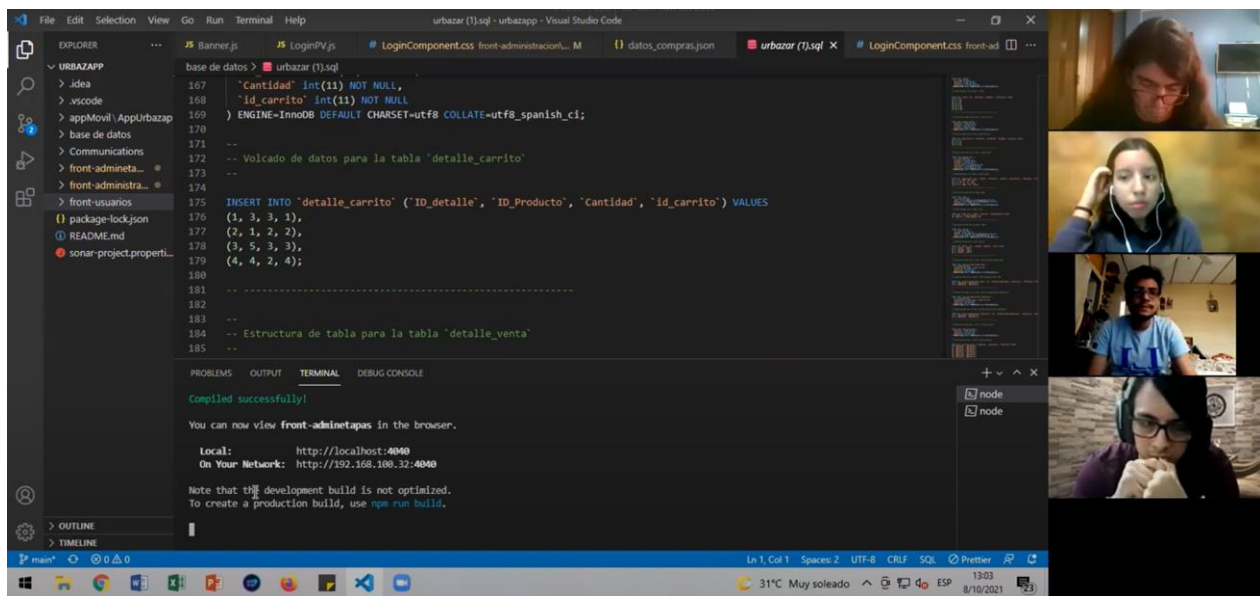 File Edit Selection View Go Run Terminal Help
urbazar (1).sql - urbazapp - Visual Studio Code
EXPLORER ...
URBAZAPP
.idea
.vscode
appMovil \ AppUrbazap
base de datos
Communications
front-admineta...
front-administra...
front-usuarios
package-lock.json
README.md
sonar-project.properti...
OUTLINE
TIMELINE
JS Banner.js JS LoginPV.js # LoginComponent.css front-administracion\... M {} datos_compras.json urbazar (1).sql # LoginComponent.css front-ad
base de datos > urbazar (1).sql
167 `Cantidad` int(11) NOT NULL,
168 `id_carrito` int(11) NOT NULL
169 ) ENGINE=InnoDB DEFAULT CHARSET=utf8 COLLATE=utf8_spanish_ci;
170
171 --
172 -- Volcado de datos para la tabla `detalle_carrito`
173 --
174
175 INSERT INTO `detalle_carrito` (`ID_detalle`, `ID_Producto`, `Cantidad`, `id_carrito`) VALUES
176 (1, 3, 3, 1),
177 (2, 1, 2, 2),
178 (3, 5, 3, 3),
179 (4, 4, 2, 4);
180
181 -- --------------------------------------------------------
182
183 --
184 -- Estructura de tabla para la tabla `detalle_venta`
185 --
PROBLEMS OUTPUT TERMINAL DEBUG CONSOLE
Compiled successfully!
You can now view front-adminetapas in the browser.
Local: http://localhost:4040
On Your Network: http://192.168.100.32:4040
Note that the development build is not optimized.
To create a production build, use npm run build.
node
node
main* 0 0 Ln 1, Col 1 Spaces: 2 UTF-8 CRLF SQL Prettier
31°C Muy soleado ESP 13:03
8/10/2021
23